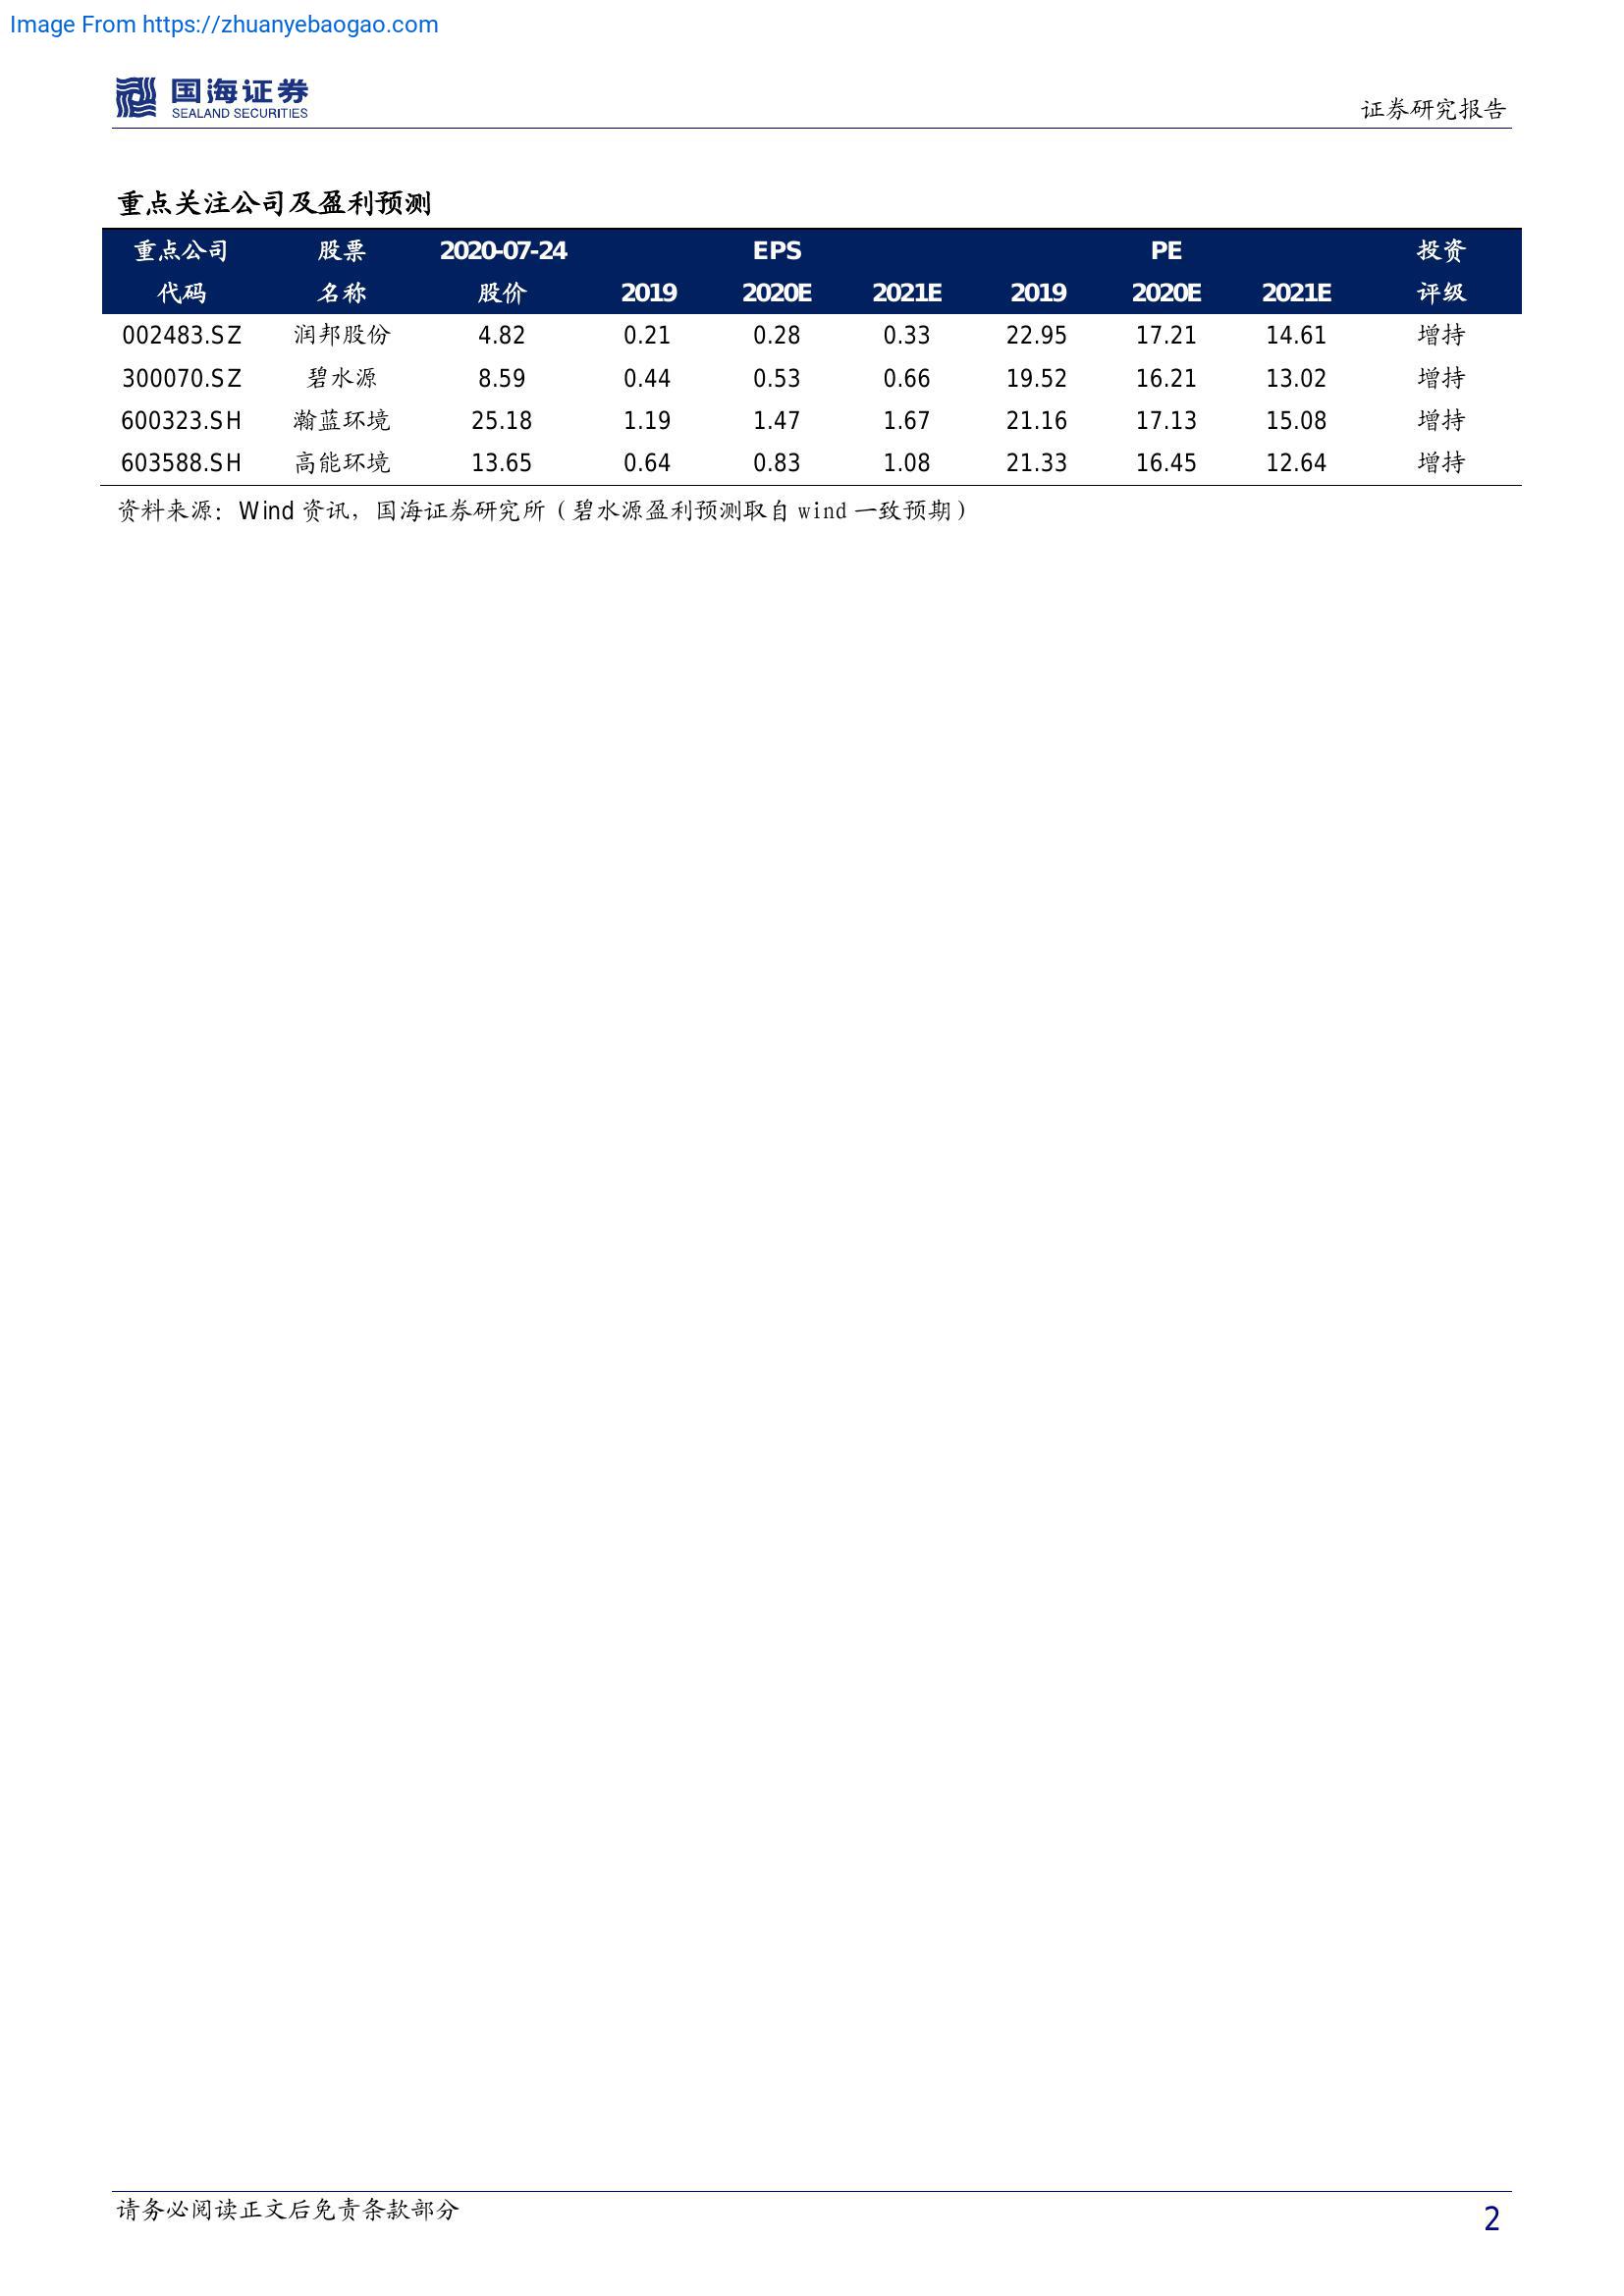 Image From https://zhuanyebaogao.com
国海证券
SEALAND SECURITIES
证券研究报告
重点关注公司及盈利预测
重点公司 股票 2020-07-24 EPS PE 投资
代码 名称 股价 2019 2020E 2021E 2019 2020E 2021E 评级
002483.SZ 润邦股份 4.82 0.21 0.28 0.33 22.95 17.21 14.61 增持
300070.SZ 碧水源 8.59 0.44 0.53 0.66 19.52 16.21 13.02 增持
600323.SH 瀚蓝环境 25.18 1.19 1.47 1.67 21.16 17.13 15.08 增持
603588.SH 高能环境 13.65 0.64 0.83 1.08 21.33 16.45 12.64 增持
资料来源：Wind 资讯，国海证券研究所（碧水源盈利预测取自 wind 一致预期）
请务必阅读正文后免责条款部分
2